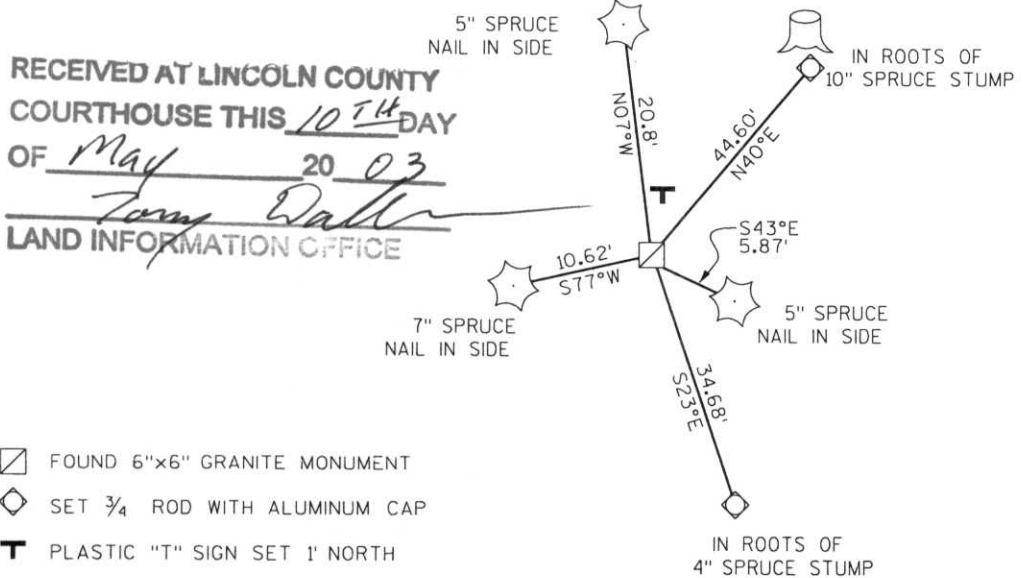 RECEIVED AT LINCOLN COUNTY
COURTHOUSE THIS 10TH DAY
OF May 20 03
Tony Dall
LAND INFORMATION OFFICE
5" SPRUCE
NAIL IN SIDE
IN ROOTS OF
10" SPRUCE STUMP
20.8'
N07°W
44.60'
N40°E
T
S43°E
5.87'
10.62'
S77°W
7" SPRUCE
NAIL IN SIDE
5" SPRUCE
NAIL IN SIDE
34.68'
S23°E
IN ROOTS OF
4" SPRUCE STUMP
FOUND 6"x6" GRANITE MONUMENT
SET 3/4 ROD WITH ALUMINUM CAP
T PLASTIC "T" SIGN SET 1' NORTH